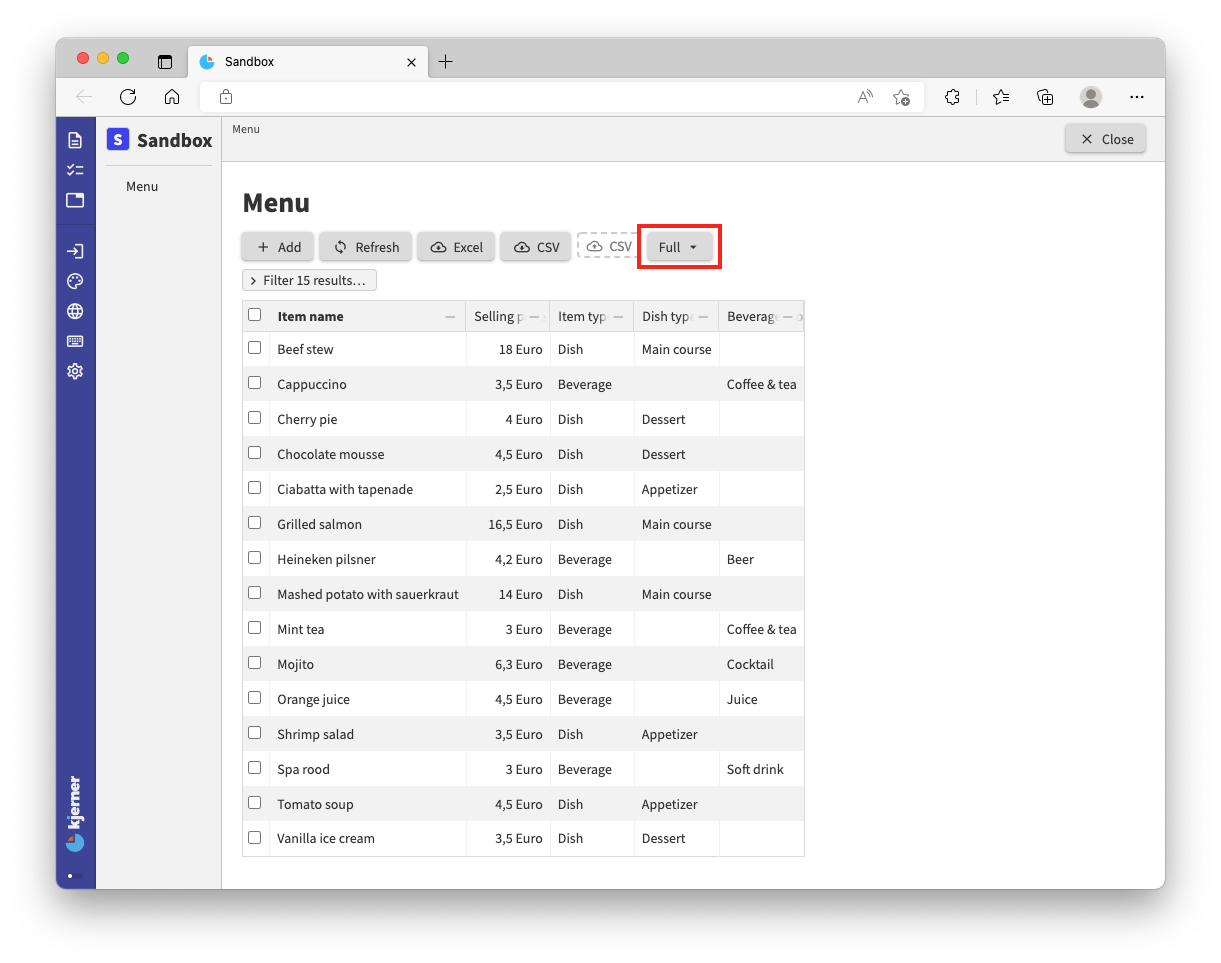 Sandbox
S Sandbox
Menu
Menu
Close
Menu
Add Refresh Excel CSV CSV Full
Filter 15 results...
Item name Selling Item typ Dish typ Beverag
Beef stew 18 Euro Dish Main course
Cappuccino 3,5 Euro Beverage Coffee & tea
Cherry pie 4 Euro Dish Dessert
Chocolate mousse 4,5 Euro Dish Dessert
Ciabatta with tapenade 2,5 Euro Dish Appetizer
Grilled salmon 16,5 Euro Dish Main course
Heineken pilsner 4,2 Euro Beverage Beer
Mashed potato with sauerkraut 14 Euro Dish Main course
Mint tea 3 Euro Beverage Coffee & tea
Mojito 6,3 Euro Beverage Cocktail
Orange juice 4,5 Euro Beverage Juice
Shrimp salad 3,5 Euro Dish Appetizer
Spa rood 3 Euro Beverage Soft drink
Tomato soup 4,5 Euro Dish Appetizer
Vanilla ice cream 3,5 Euro Dish Dessert
kjerner